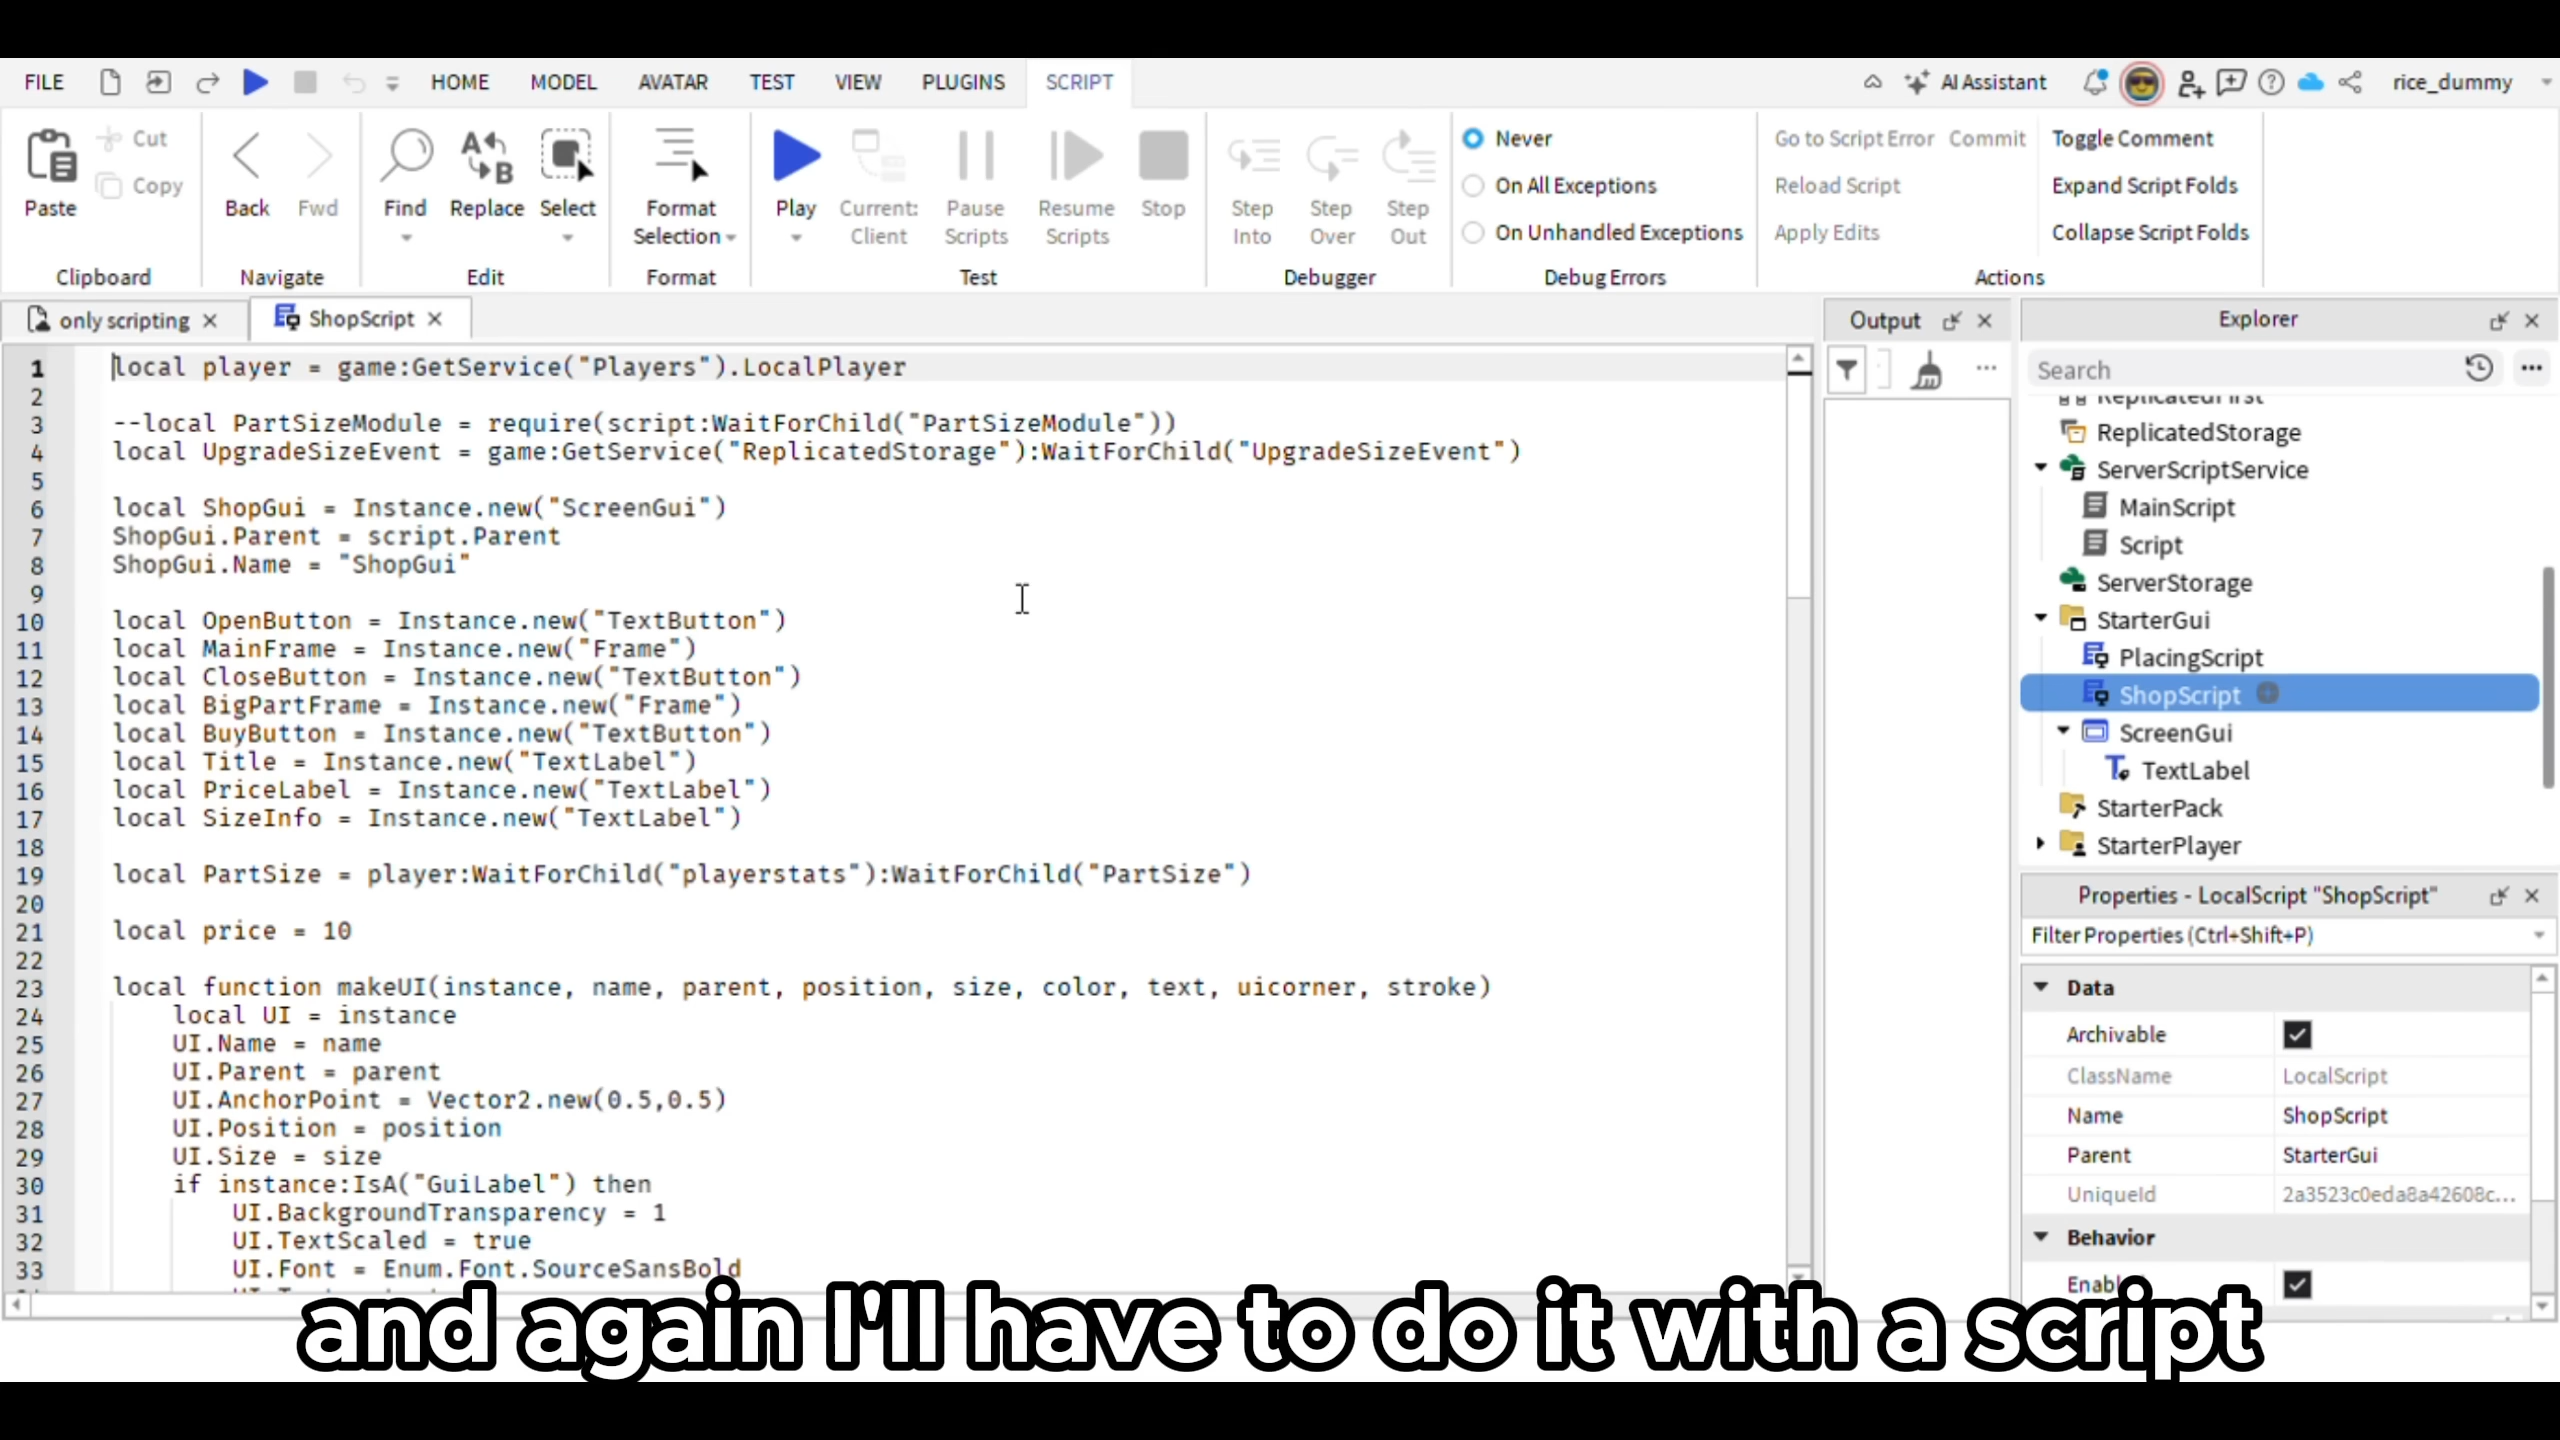 FILE HOME MODEL AVATAR TEST VIEW PLUGINS SCRIPT AI Assistant rice_dummy
Paste Cut Copy
Clipboard
Back Fwd
Navigate
Find Replace Select
Edit
Format Selection
Format
Play Current: Client Pause Scripts Resume Scripts Stop
Test
Step Into Step Over Step Out
Debugger
Never
On All Exceptions
On Unhandled Exceptions
Debug Errors
Go to Script Error Commit Toggle Comment
Reload Script Expand Script Folds
Apply Edits Collapse Script Folds
Actions
only scripting ShopScript
1 local player = game:GetService("Players").LocalPlayer
2
3 --local PartSizeModule = require(script:WaitForChild("PartSizeModule"))
4 local UpgradeSizeEvent = game:GetService("ReplicatedStorage"):WaitForChild("UpgradeSizeEvent")
5
6 local ShopGui = Instance.new("ScreenGui")
7 ShopGui.Parent = script.Parent
8 ShopGui.Name = "ShopGui"
9
10 local OpenButton = Instance.new("TextButton")
11 local MainFrame = Instance.new("Frame")
12 local CloseButton = Instance.new("TextButton")
13 local BigPartFrame = Instance.new("Frame")
14 local BuyButton = Instance.new("TextButton")
15 local Title = Instance.new("TextLabel")
16 local PriceLabel = Instance.new("TextLabel")
17 local SizeInfo = Instance.new("TextLabel")
18
19 local PartSize = player:WaitForChild("playerstats"):WaitForChild("PartSize")
20
21 local price = 10
22
23 local function makeUI(instance, name, parent, position, size, color, text, uicorner, stroke)
24 local UI = instance
25 UI.Name = name
26 UI.Parent = parent
27 UI.AnchorPoint = Vector2.new(0.5,0.5)
28 UI.Position = position
29 UI.Size = size
30 if instance:IsA("GuiLabel") then
31 UI.BackgroundTransparency = 1
32 UI.TextScaled = true
33 UI.Font = Enum.Font.SourceSansBold
Output
Explorer
Search
ReplicatedFirst
ReplicatedStorage
ServerScriptService
MainScript
Script
ServerStorage
StarterGui
PlacingScript
ShopScript
ScreenGui
TextLabel
StarterPack
StarterPlayer
Properties - LocalScript "ShopScript"
Filter Properties (Ctrl+Shift+P)
Data
Archivable
ClassName LocalScript
Name ShopScript
Parent StarterGui
UniqueId 2a3523c0eda8a42608c...
Behavior
and again I'll have to do it with a script